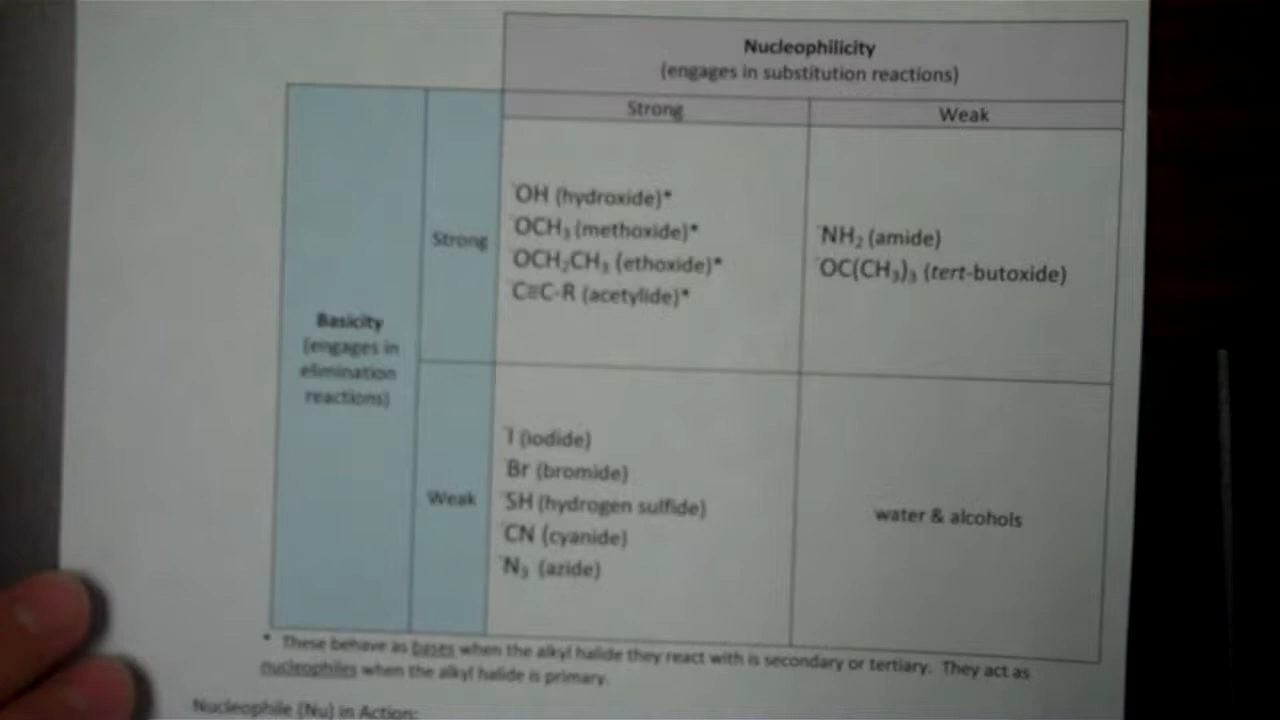 Nucleophilicity
(engages in substitution reactions)
Strong
Weak
Basicity
(engages in
elimination
reactions)
Strong
⁻OH (hydroxide)*
⁻OCH₃ (methoxide)*
⁻OCH₂CH₃ (ethoxide)*
⁻C≡C-R (acetylide)*
⁻NH₂ (amide)
⁻OC(CH₃)₃ (tert-butoxide)
Weak
⁻I (iodide)
⁻Br (bromide)
⁻SH (hydrogen sulfide)
⁻CN (cyanide)
⁻N₃ (azide)
water & alcohols
* These behave as bases when the alkyl halide they react with is secondary or tertiary. They act as
nucleophiles when the alkyl halide is primary.
Nucleophile (Nu) in Action: